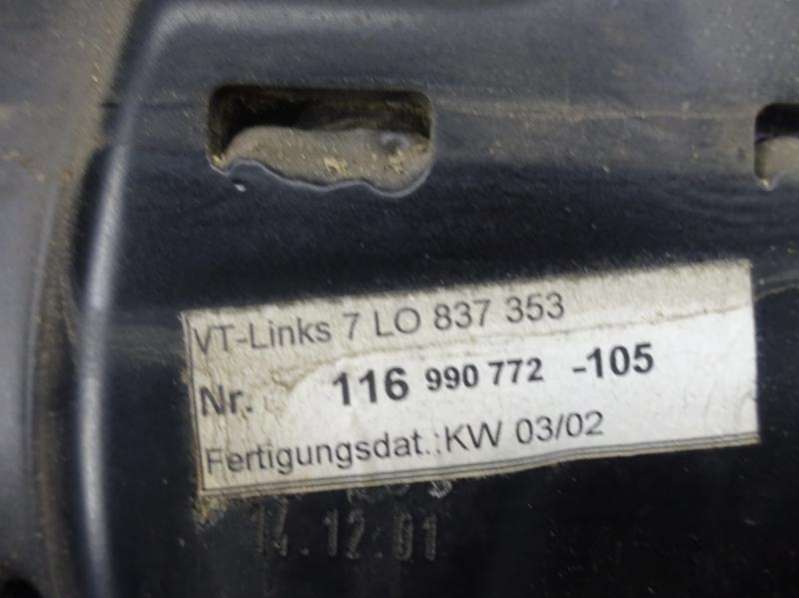 VT-Links 7 LO 837 353
Nr. 116 990 772 -105
Fertigungsdat.:KW 03/02
14.12.01